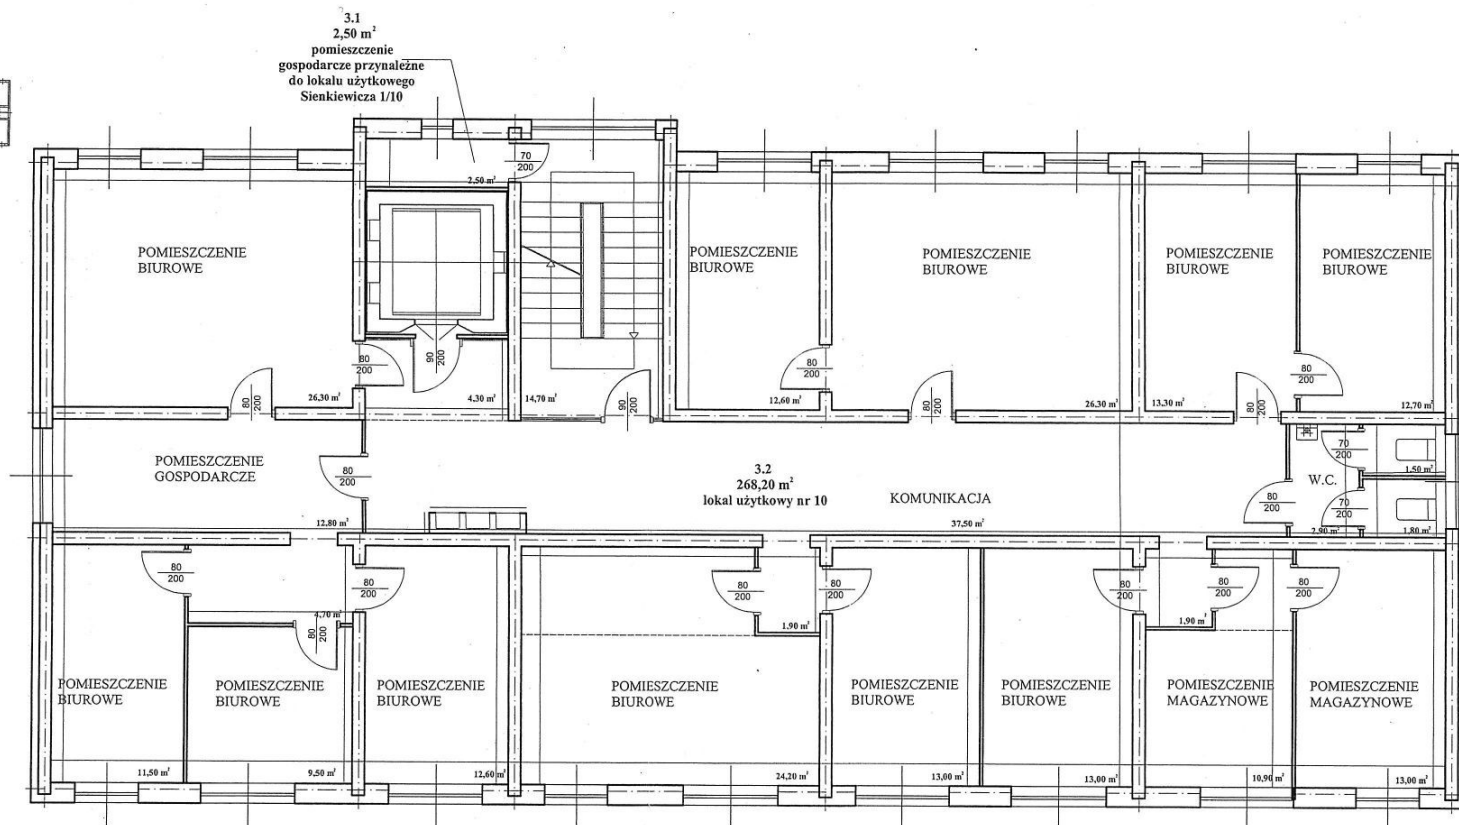 3.1
2,50 m²
pomieszczenie
gospodarcze przynależne
do lokalu użytkowego
Sienkiewicza 1/10
70
200
2,50 m²
POMIESZCZENIE
BIUROWE
POMIESZCZENIE
BIUROWE
POMIESZCZENIE
BIUROWE
POMIESZCZENIE
BIUROWE
POMIESZCZENIE
BIUROWE
80
200
90
200
80
200
80
200
80
200
26,30 m²
4,30 m²
14,70 m²
90
200
12,60 m²
80
200
26,30 m²
13,30 m²
80
200
12,70 m²
POMIESZCZENIE
GOSPODARCZE
80
200
12,80 m²
3.2
268,20 m²
lokal użytkowy nr 10
KOMUNIKACJA
37,50 m²
80
200
W.C.
2,90 m²
70
200
1,50 m²
70
200
1,80 m²
80
200
4,70 m²
80
200
80
200
80
200
1,90 m²
80
200
80
200
1,90 m²
80
200
80
200
POMIESZCZENIE
BIUROWE
POMIESZCZENIE
BIUROWE
POMIESZCZENIE
BIUROWE
POMIESZCZENIE
BIUROWE
POMIESZCZENIE
BIUROWE
POMIESZCZENIE
BIUROWE
POMIESZCZENIE
MAGAZYNOWE
POMIESZCZENIE
MAGAZYNOWE
11,50 m²
9,50 m²
12,60 m²
24,20 m²
13,00 m²
13,00 m²
10,90 m²
13,00 m²